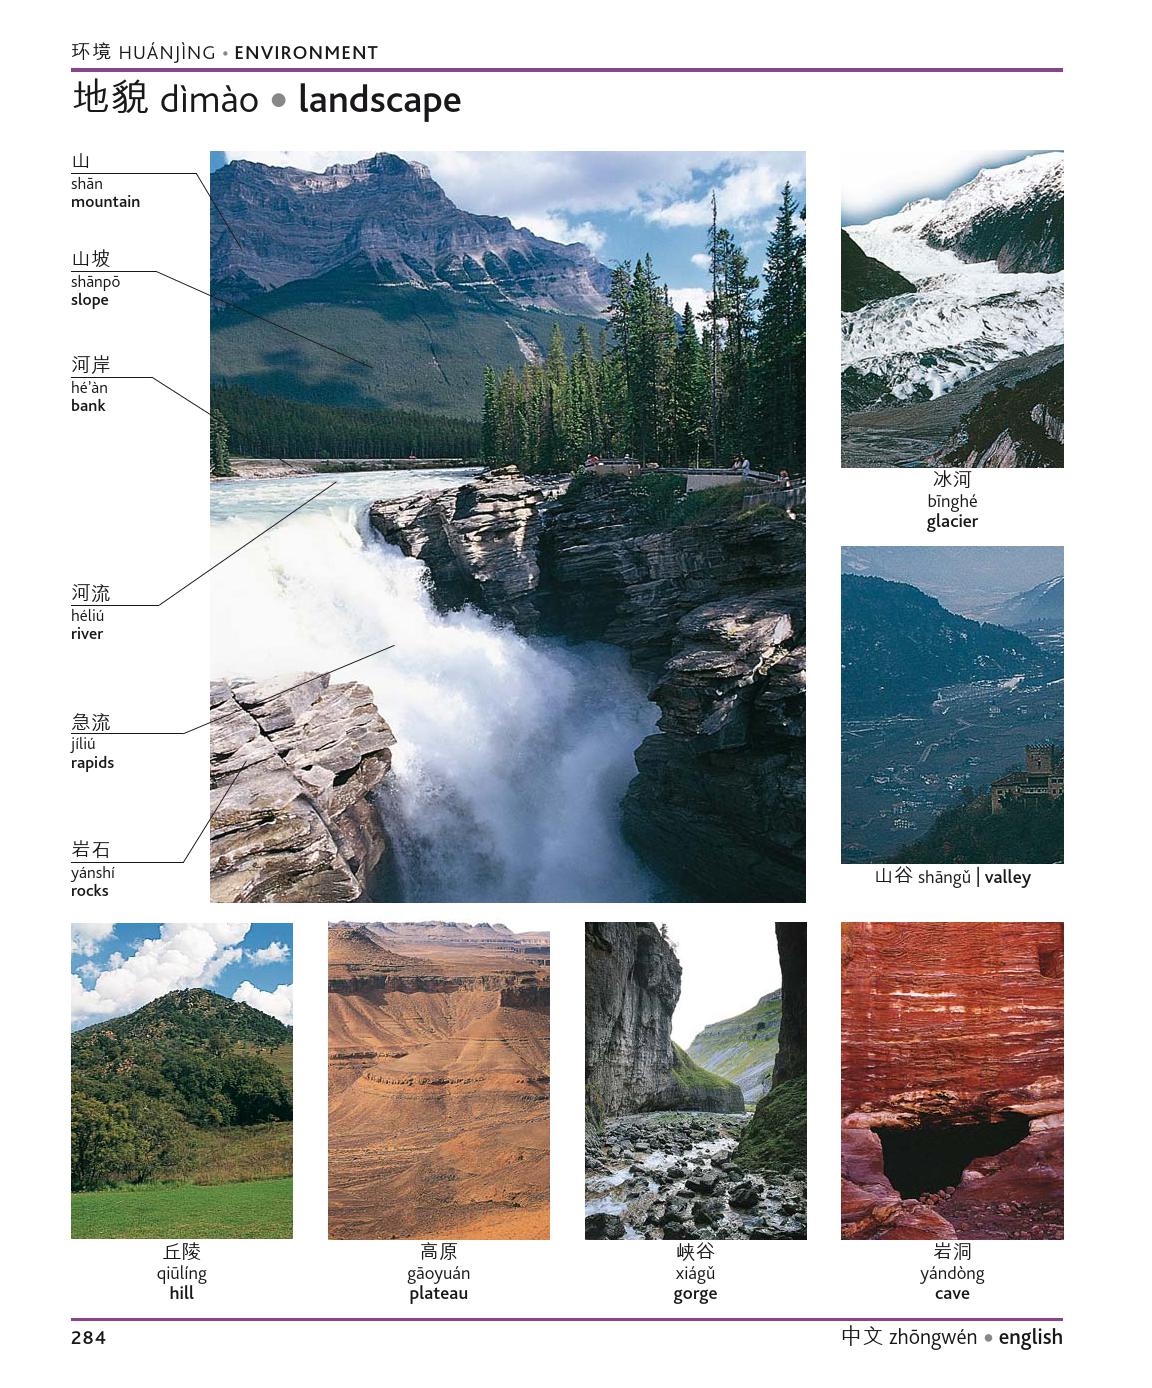 环境 HUÁNJÌNG • ENVIRONMENT
地貌 dìmào • landscape
山
shān
mountain
山坡
shānpō
slope
河岸
hé’àn
bank
河流
héliú
river
急流
jíliú
rapids
岩石
yánshí
rocks
冰河
bīnghé
glacier
山谷 shāngǔ | valley
丘陵
qiūlíng
hill
高原
gāoyuán
plateau
峡谷
xiágǔ
gorge
岩洞
yándòng
cave
284
中文 zhōngwén • english